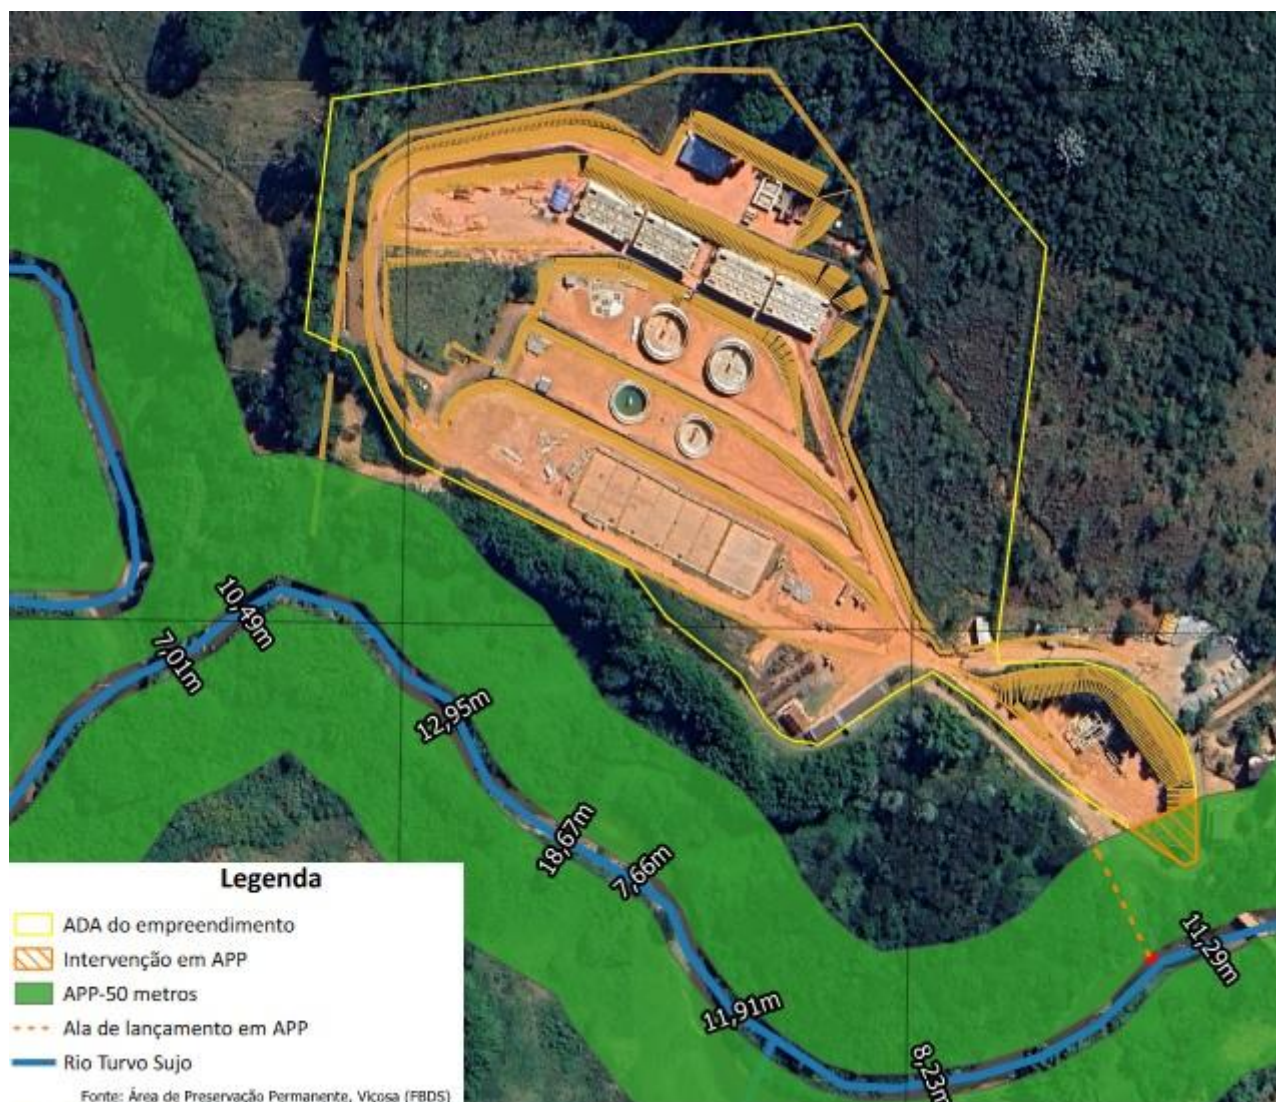 10,49m
7,01m
12,95m
18,67m
7,66m
11,29m
11,91m
8,23m
Legenda
ADA do empreendimento
Intervenção em APP
APP-50 metros
Ala de lançamento em APP
Rio Turvo Sujo
Fonte: Área de Preservação Permanente, Viçosa (FBDS)